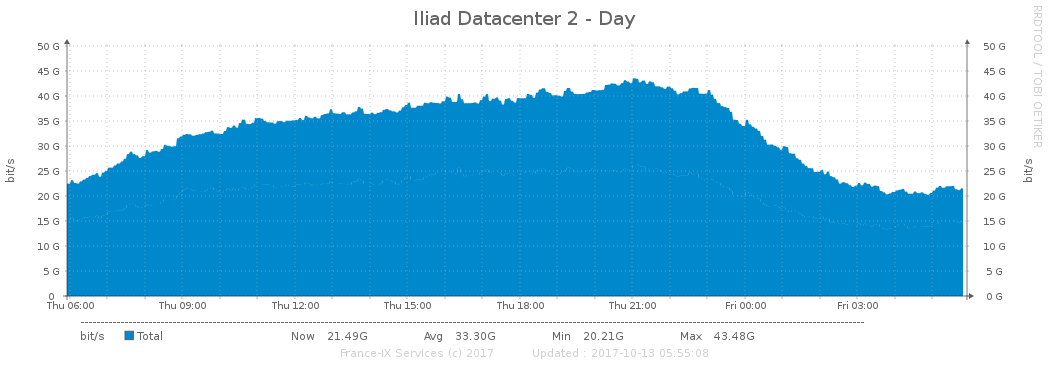 Iliad Datacenter 2 - Day
RRDTOOL / TOBI OETIKER
50 G 50 G
45 G 45 G
40 G 40 G
35 G 35 G
30 G 30 G
25 G 25 G
20 G 20 G
15 G 15 G
10 G 10 G
5 G 5 G
0 0 G
bit/s bit/s
Thu 06:00 Thu 09:00 Thu 12:00 Thu 15:00 Thu 18:00 Thu 21:00 Fri 00:00 Fri 03:00
bit/s Total Now 21.49G Avg 33.30G Min 20.21G Max 43.48G
France-IX Services (c) 2017 Updated : 2017-10-13 05:55:08